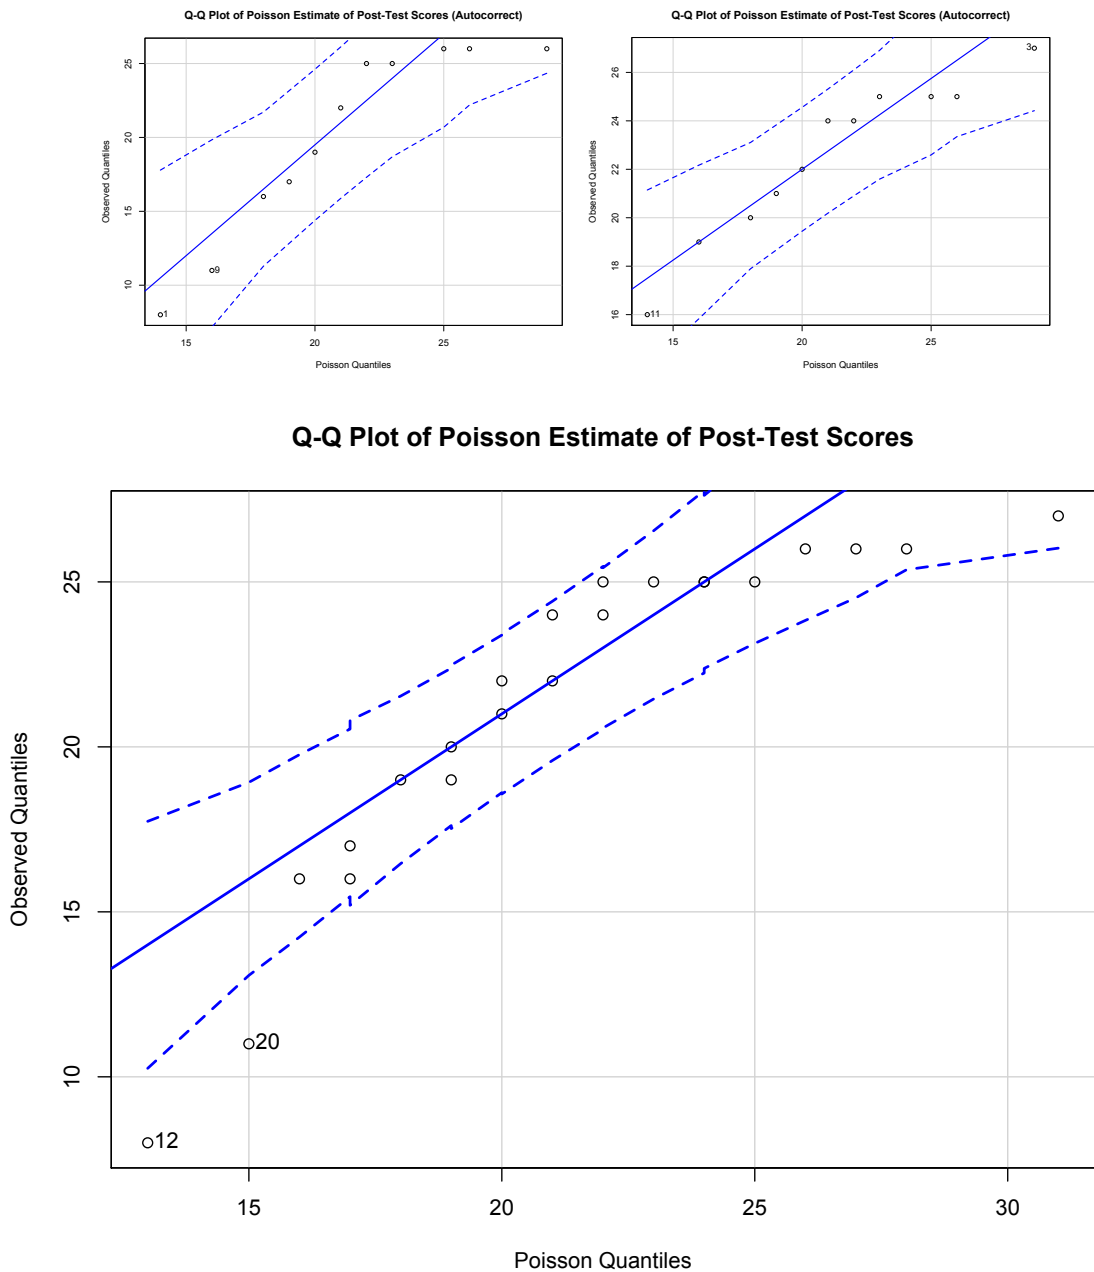 Q-Q Plot of Poisson Estimate of Post-Test Scores (Autocorrect)
Observed Quantiles
25
20
15
10
9
1
15 20 25
Poisson Quantiles
Q-Q Plot of Poisson Estimate of Post-Test Scores (Autocorrect)
Observed Quantiles
26
24
22
20
18
16
3
11
15 20 25
Poisson Quantiles
Q-Q Plot of Poisson Estimate of Post-Test Scores
Observed Quantiles
25
20
15
10
20
12
15 20 25 30
Poisson Quantiles